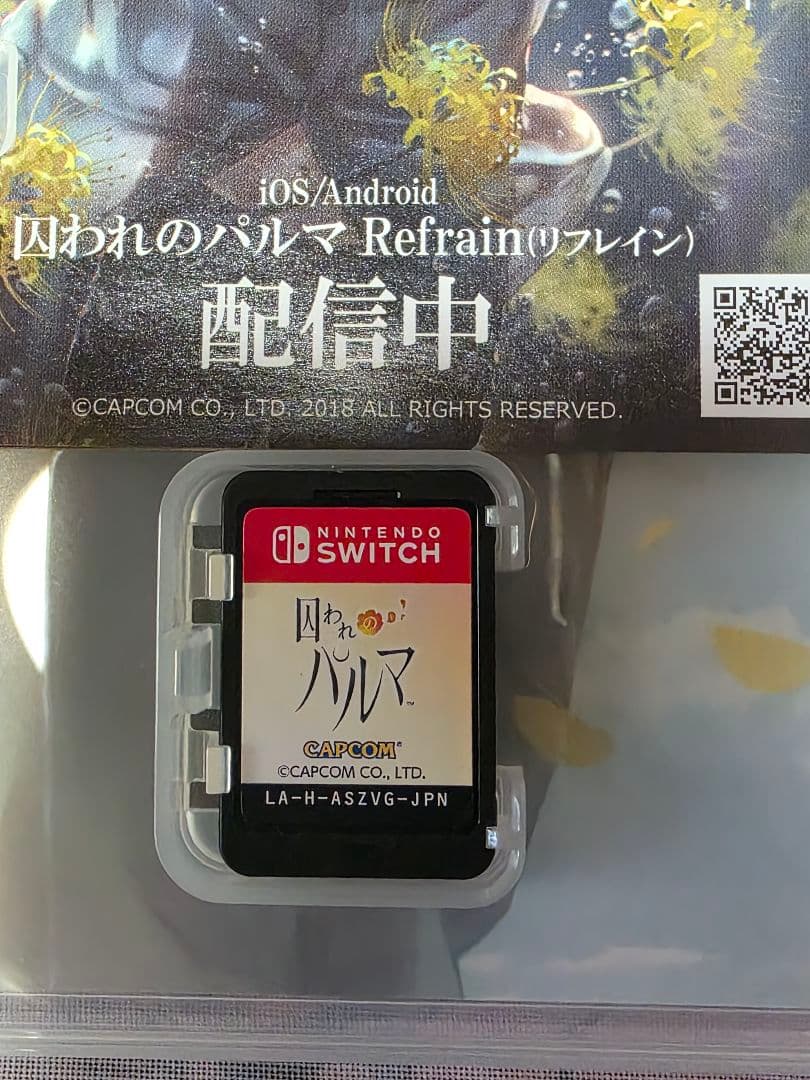 iOS/Android
囚われのパルマ Refrain(リフレイン)
配信中
©CAPCOM CO., LTD. 2018 ALL RIGHTS RESERVED.
NINTENDO
SWITCH
囚われの
パルマ™
CAPCOM®
©CAPCOM CO., LTD.
LA-H-ASZVG-JPN